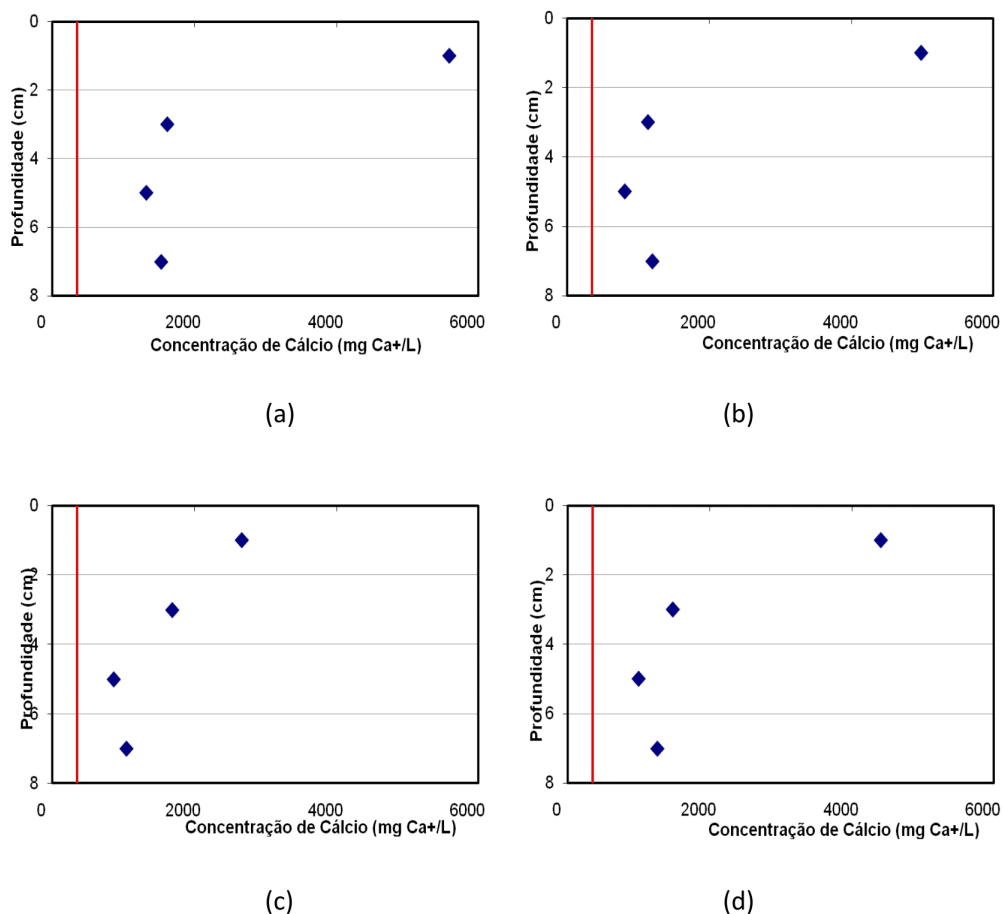 0
2
4
6
8
Profundidade (cm)
0 2000 4000 6000
Concentração de Cálcio (mg Ca+/L)
(a)
0
2
4
6
8
Profundidade (cm)
0 2000 4000 6000
Concentração de Cálcio (mg Ca+/L)
(b)
0
2
4
6
8
Profundidade (cm)
0 2000 4000 6000
Concentração de Cálcio (mg Ca+/L)
(c)
0
2
4
6
8
Profundidade (cm)
0 2000 4000 6000
Concentração de Cálcio (mg Ca+/L)
(d)